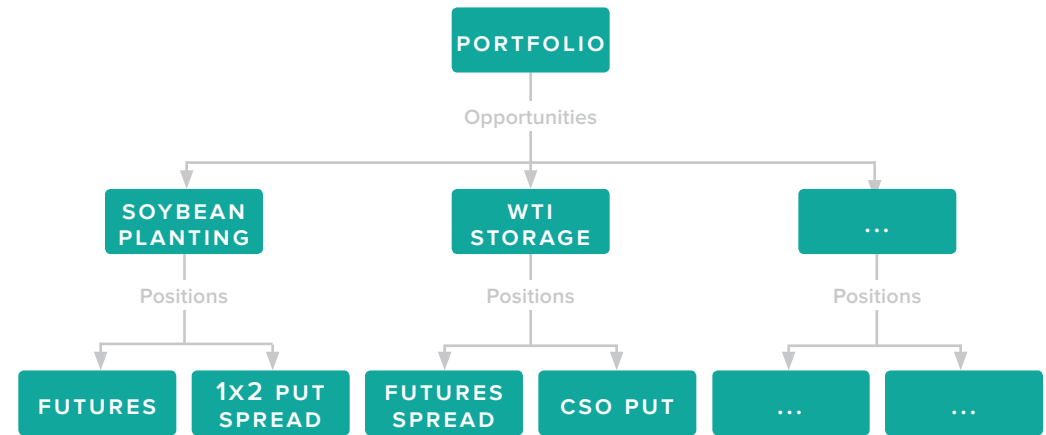 PORTFOLIO
Opportunities
SOYBEAN
PLANTING
WTI
STORAGE
...
Positions
Positions
Positions
FUTURES
1x2 PUT
SPREAD
FUTURES
SPREAD
CSO PUT
...
...